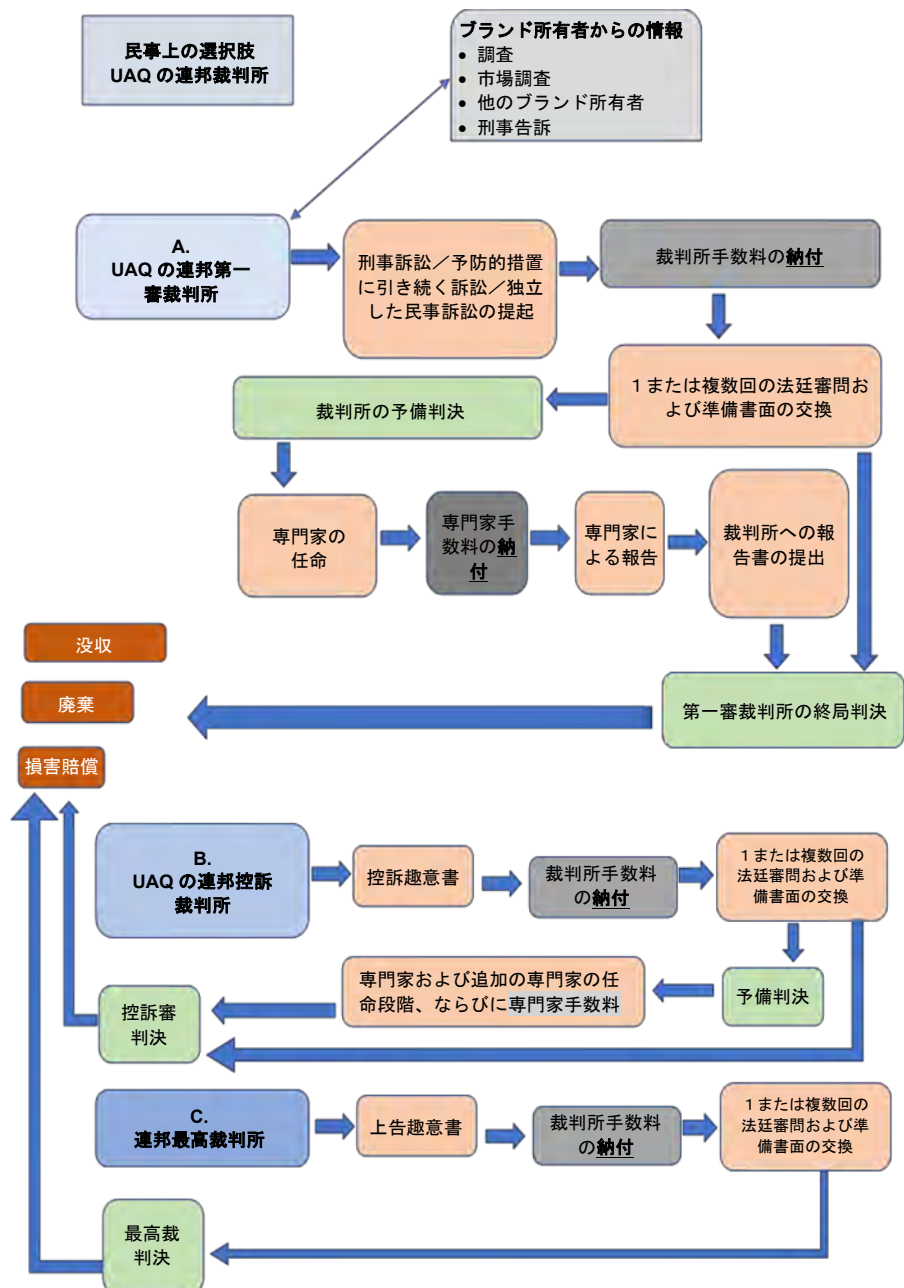 民事上の選択肢
UAQ の連邦裁判所
ブランド所有者からの情報
• 調査
• 市場調査
• 他のブランド所有者
• 刑事告訴
A.
UAQ の連邦第一
審裁判所
刑事訴訟／予防的措置
に引き続く訴訟／独立
した民事訴訟の提起
裁判所手数料の納付
１または複数回の法廷審問お
よび準備書面の交換
裁判所の予備判決
専門家の
任命
専門家手
数料の納
付
専門家に
よる報告
裁判所への報
告書の提出
没収
廃棄
損害賠償
第一審裁判所の終局判決
B.
UAQ の連邦控訴
裁判所
控訴趣意書
裁判所手数料
の納付
１または複数回の
法廷審問および準
備書面の交換
専門家および追加の専門家の任
命段階、ならびに専門家手数料
予備判決
控訴審
判決
C.
連邦最高裁判所
上告趣意書
裁判所手数料
の納付
１または複数回の
法廷審問および準
備書面の交換
最高裁
判決